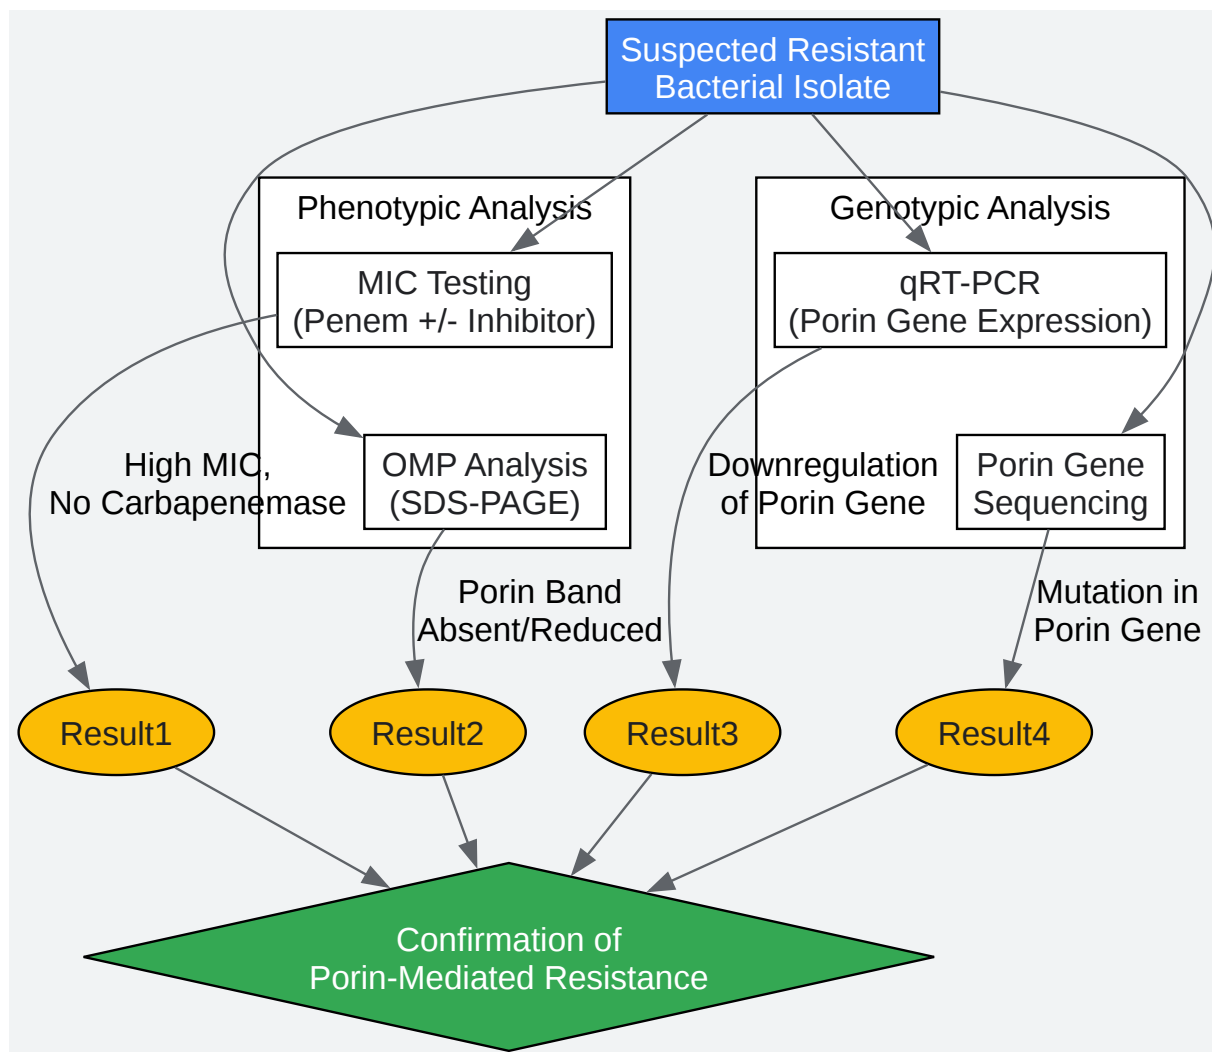 Suspected Resistant
Bacterial Isolate
Phenotypic Analysis
Genotypic Analysis
MIC Testing
(Penem +/- Inhibitor)
qRT-PCR
(Porin Gene Expression)
High MIC,
No Carbapenemase
OMP Analysis
(SDS-PAGE)
Downregulation
of Porin Gene
Porin Gene
Sequencing
Porin Band
Absent/Reduced
Mutation in
Porin Gene
Result1
Result2
Result3
Result4
Confirmation of
Porin-Mediated Resistance